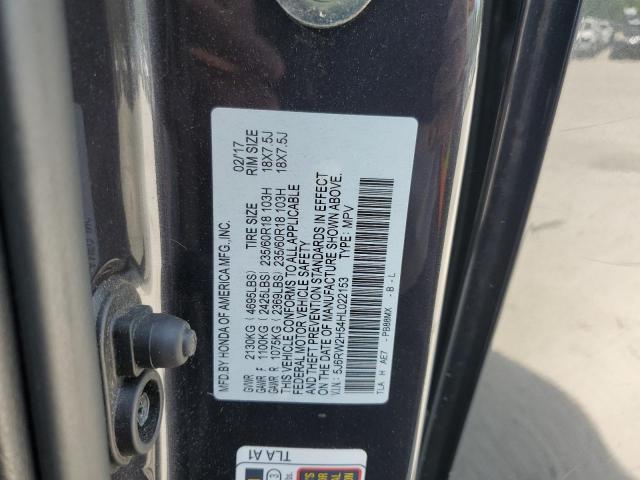 MFD.BY HONDA OF AMERICA MFG.,INC. 02/17
GVWR 2130KG (4695LBS) TIRE SIZE RIM SIZE
GAWR F 1100KG (2425LBS) 235/60R18 103H 18X7.5J
GAWR R 1075KG (2369LBS) 235/60R18 103H 18X7.5J
THIS VEHICLE CONFORMS TO ALL APPLICABLE
FEDERAL MOTOR VEHICLE SAFETY
AND THEFT PREVENTION STANDARDS IN EFFECT
ON THE DATE OF MANUFACTURE SHOWN ABOVE.
V.I.N: 5J6RW2H54HL022153 TYPE: MPV
TLA H AE7 - PB88MX - B - L
TLA A1